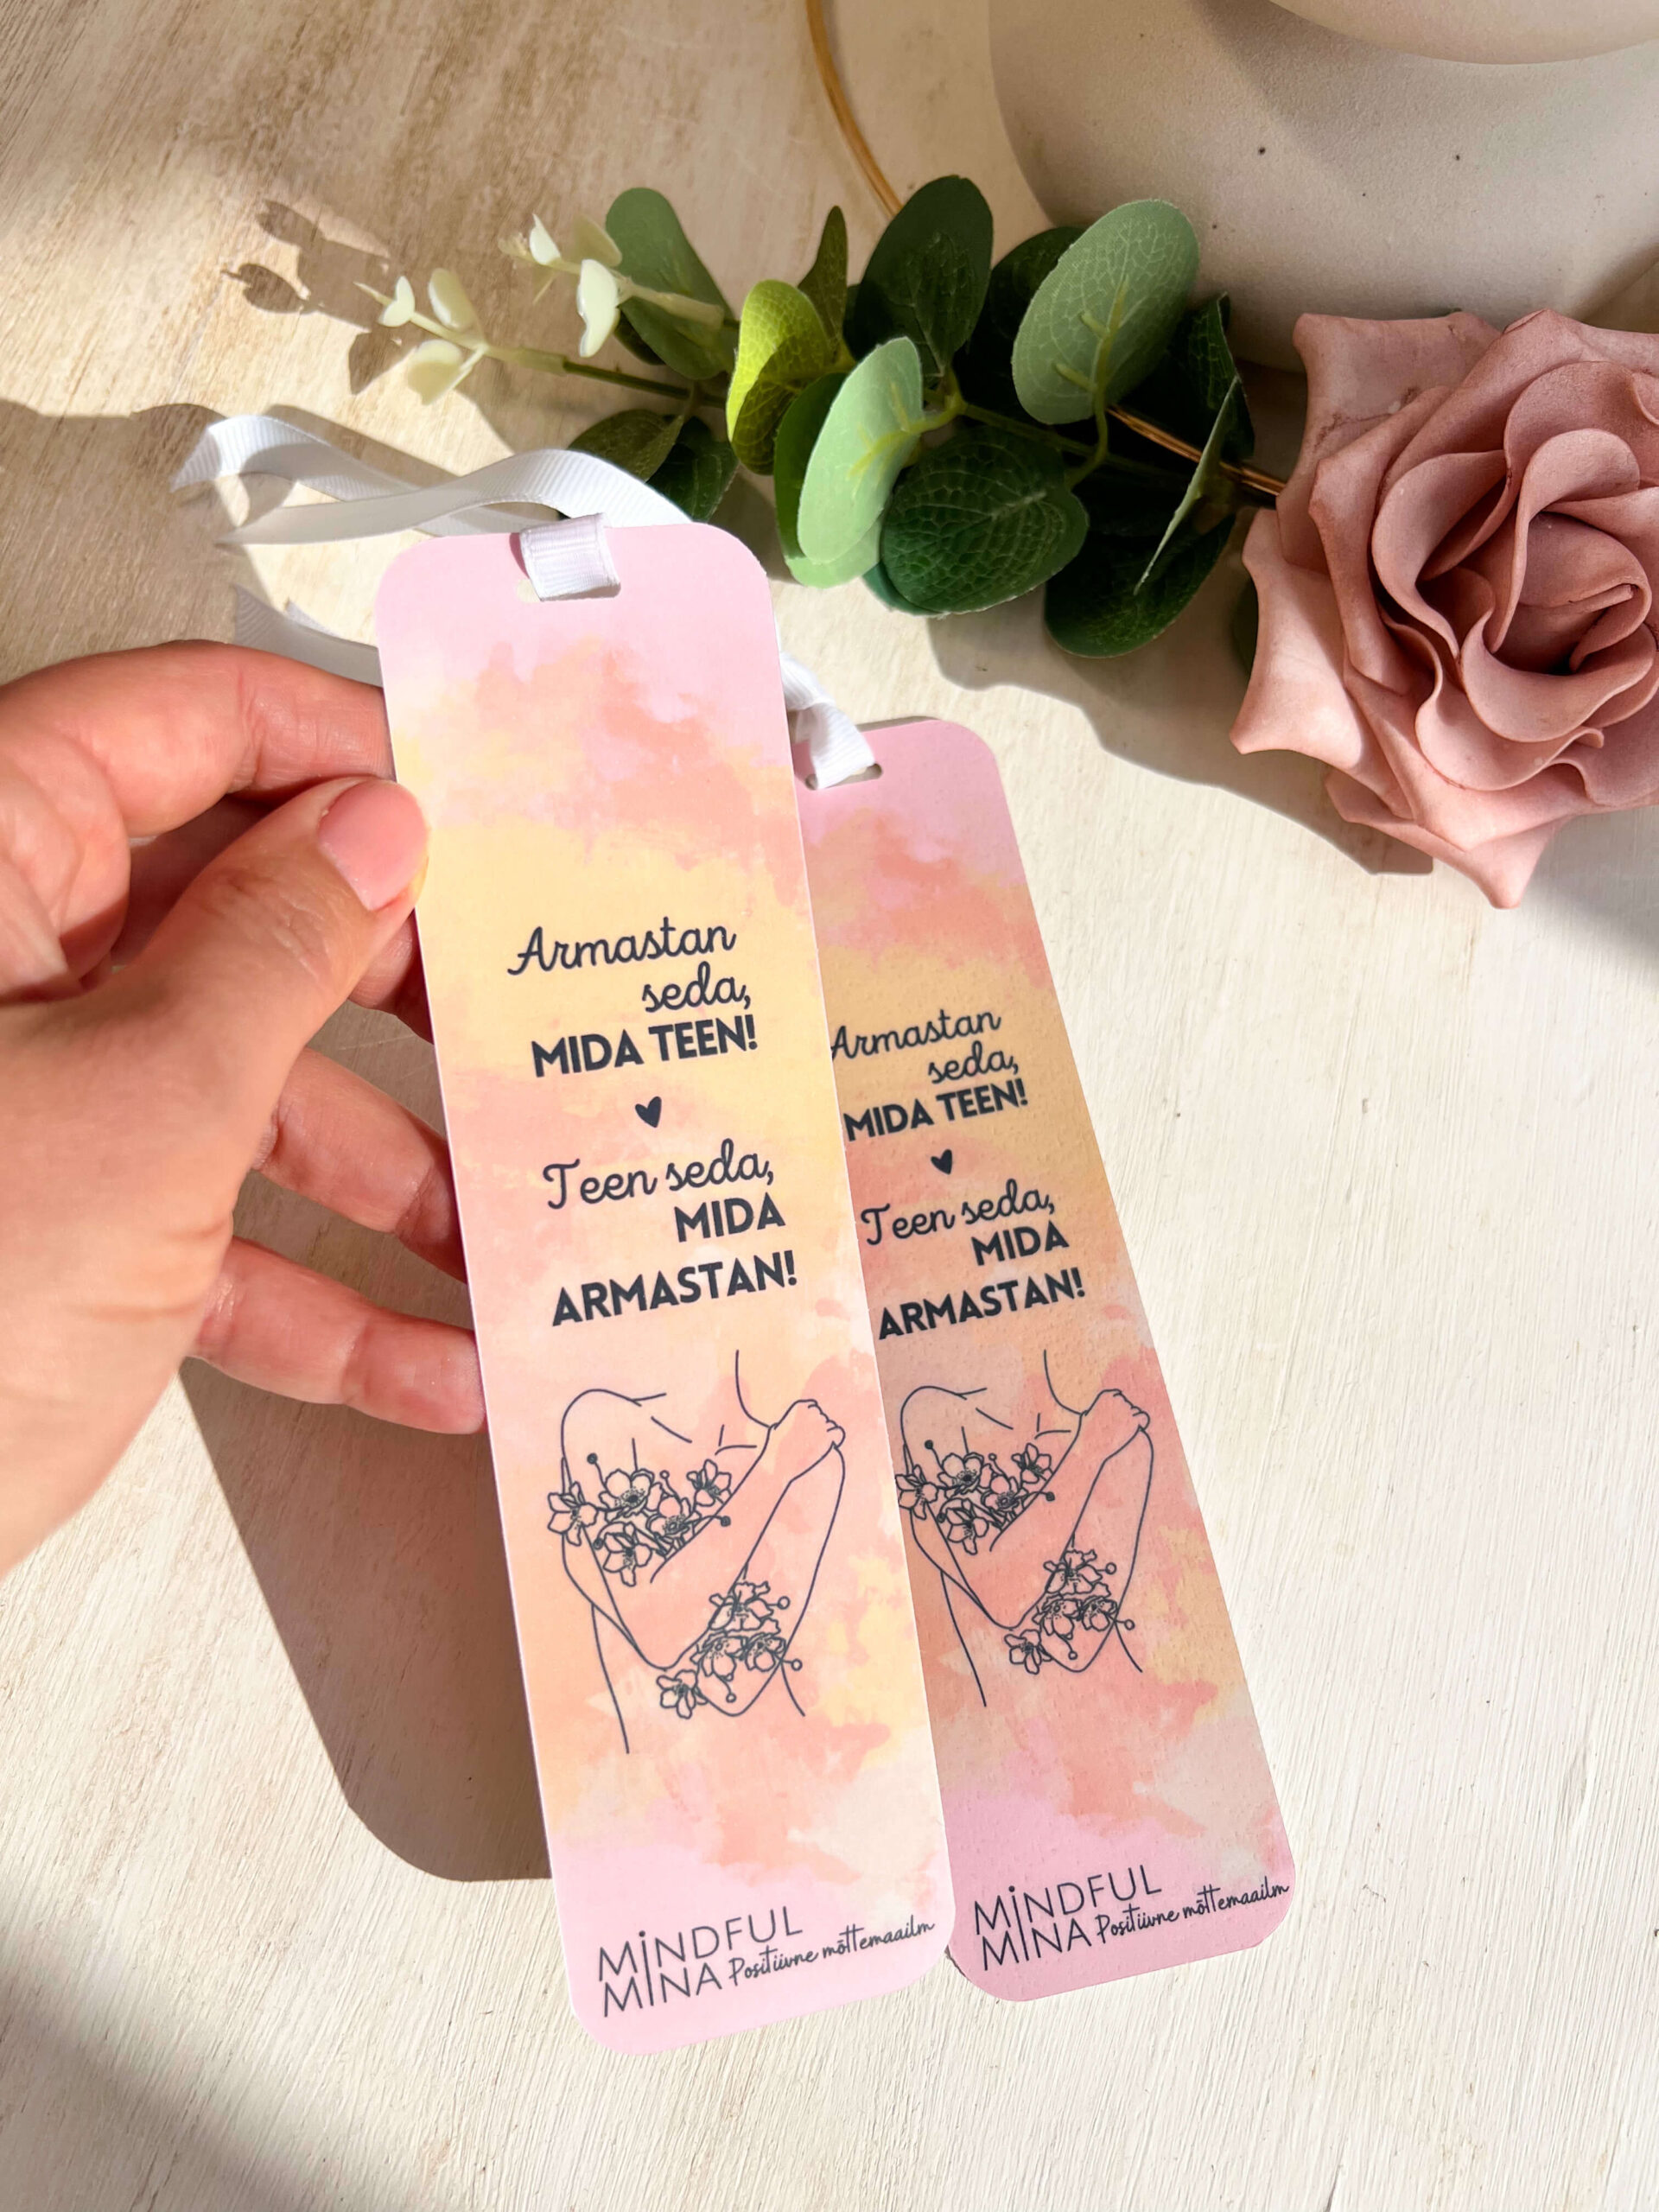 Armastan
seda,
MIDA TEEN!
Teen seda,
MIDA
ARMASTAN!
MINDFUL
MINA Positiivne mõttemaailm
Armastan
seda,
MIDA TEEN!
Teen seda,
MIDA
ARMASTAN!
MINDFUL
MINA Positiivne mõttemaailm